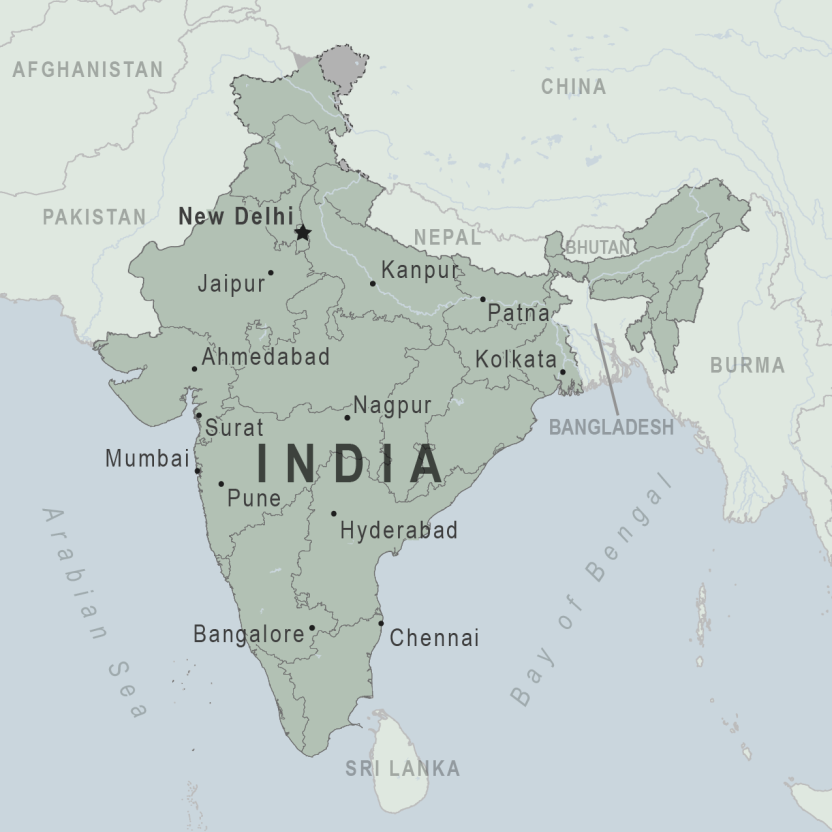 AFGHANISTAN
CHINA
PAKISTAN
New Delhi
NEPAL
BHUTAN
Jaipur
Kanpur
Patna
Ahmedabad
Kolkata
BURMA
Nagpur
Surat
BANGLADESH
Mumbai
INDIA
Pune
Hyderabad
Arabian Sea
Bay of Bengal
Bangalore
Chennai
SRI LANKA